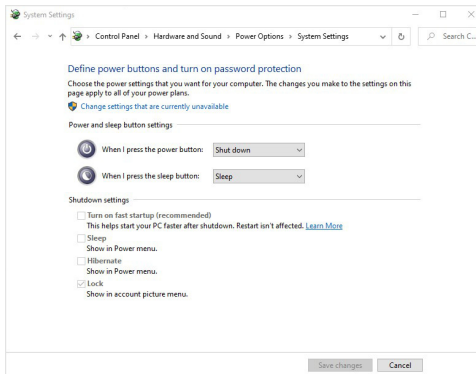 System Settings
Control Panel > Hardware and Sound > Power Options > System Settings
Search C...
Define power buttons and turn on password protection
Choose the power settings that you want for your computer. The changes you make to the settings on this
page apply to all of your power plans.
Change settings that are currently unavailable
Power and sleep button settings
When I press the power button: Shut down
When I press the sleep button: Sleep
Shutdown settings
Turn on fast startup (recommended)
This helps start your PC faster after shutdown. Restart isn't affected. Learn More
Sleep
Show in Power menu.
Hibernate
Show in Power menu.
Lock
Show in account picture menu.
Save changes Cancel